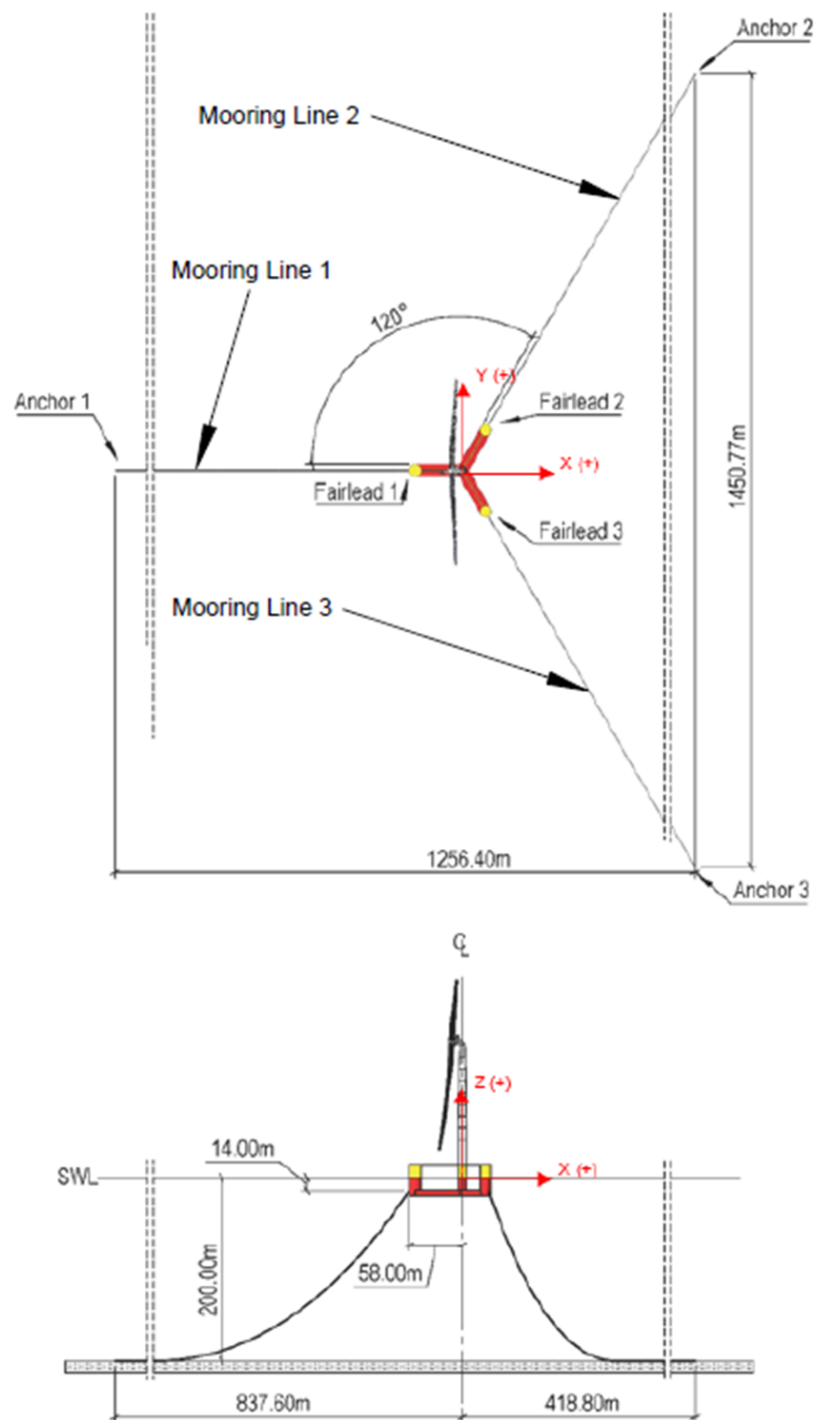 Anchor 2
Mooring Line 2
Mooring Line 1
120°
Y (+)
Anchor 1
Fairlead 2
X (+)
1450.77m
Fairlead 1
Fairlead 3
Mooring Line 3
1256.40m
Anchor 3
CL
Z (+)
14.00m
SWL
X (+)
200.00m
58.00m
837.60m
418.80m